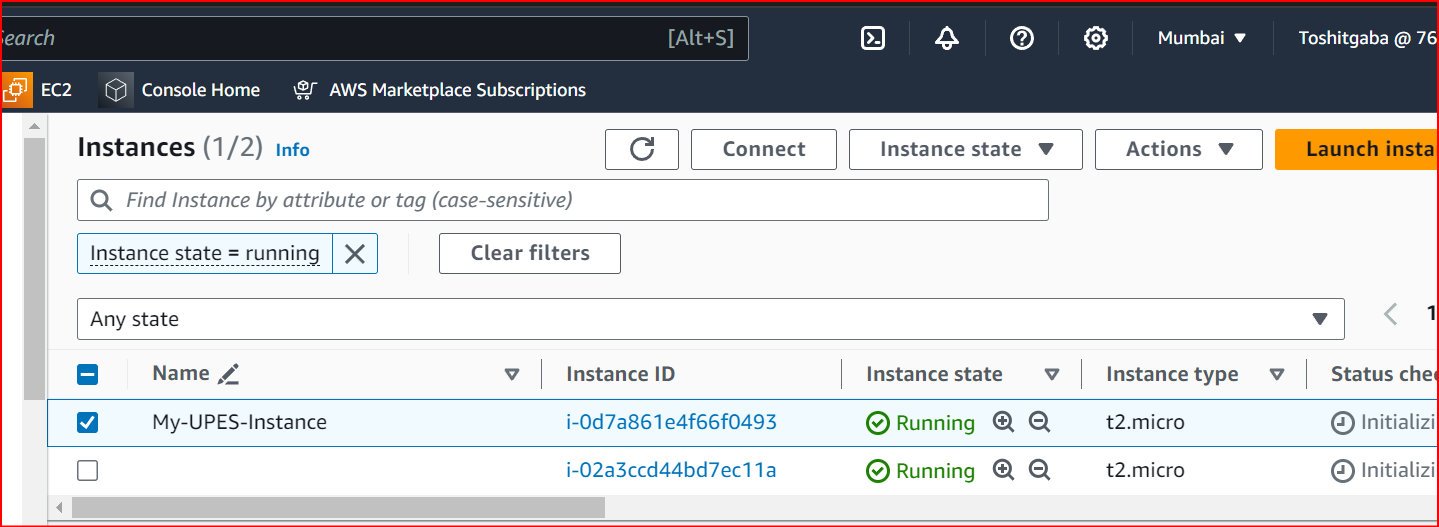 Search [Alt+S] Mumbai Toshitgaba @ 76
EC2 Console Home AWS Marketplace Subscriptions
Instances (1/2) Info Connect Instance state Actions Launch insta
Find Instance by attribute or tag (case-sensitive)
Instance state = running Clear filters
Any state 1
Name Instance ID Instance state Instance type Status chec
My-UPES-Instance i-0d7a861e4f66f0493 Running t2.micro Initializi
i-02a3ccd44bd7ec11a Running t2.micro Initializi